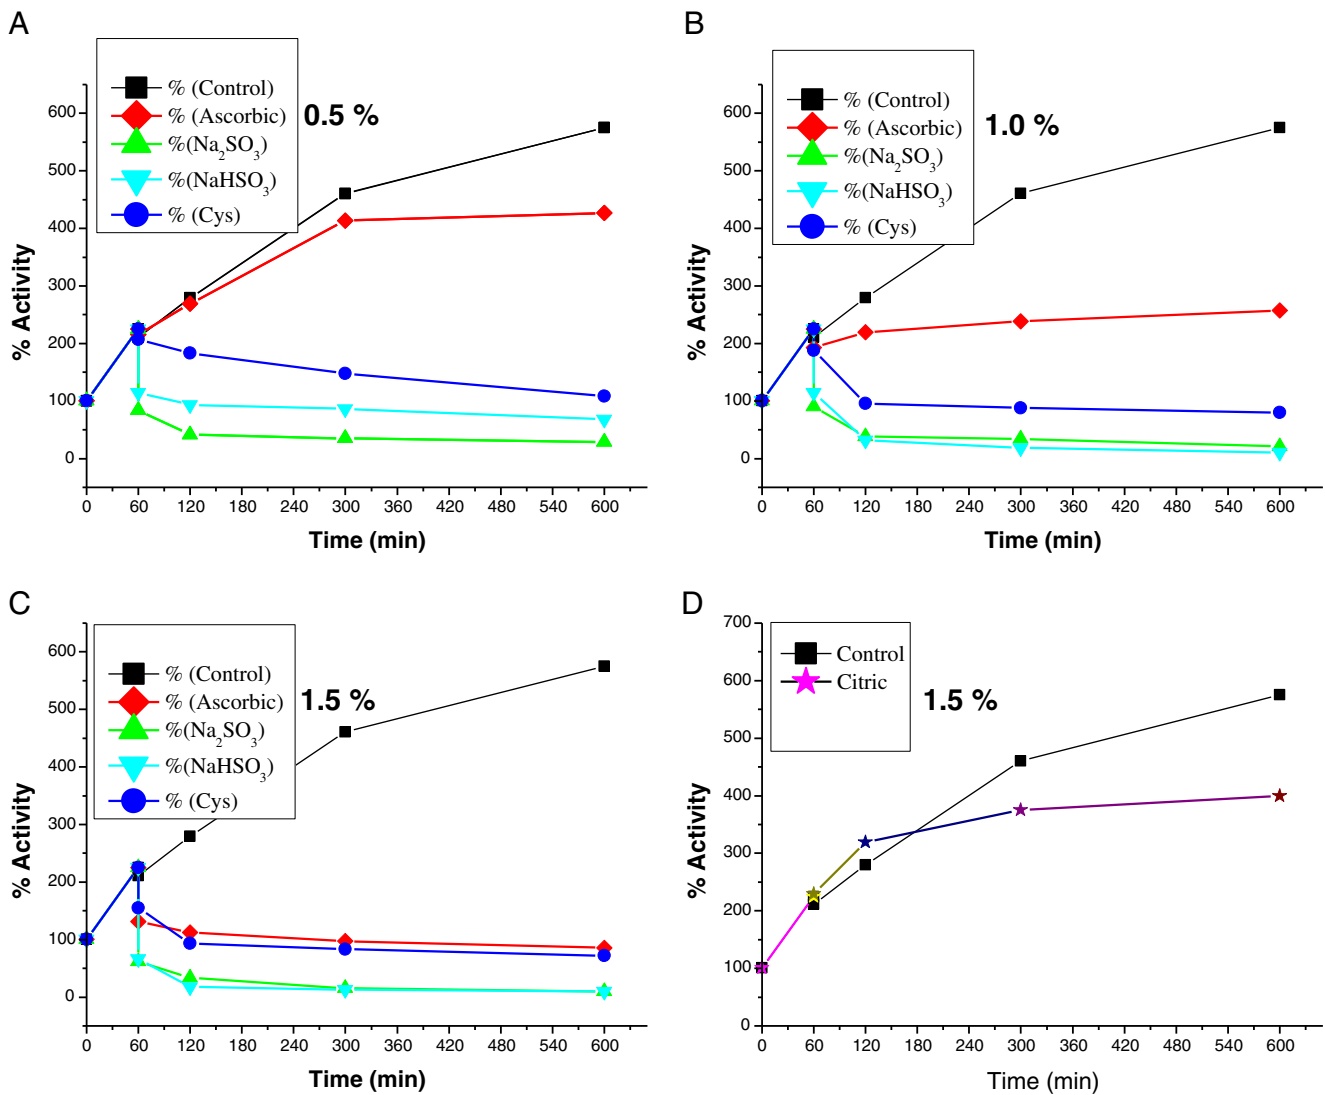 A
% (Control)
% (Ascorbic)
%(Na2SO3)
%(NaHSO3)
% (Cys)
0.5 %
600
500
400
300
200
100
0
% Activity
0 60 120 180 240 300 360 420 480 540 600
Time (min)
B
% (Control)
% (Ascorbic)
%(Na2SO3)
%(NaHSO3)
% (Cys)
1.0 %
600
500
400
300
200
100
0
% Activity
0 60 120 180 240 300 360 420 480 540 600
Time (min)
C
% (Control)
% (Ascorbic)
%(Na2SO3)
%(NaHSO3)
% (Cys)
1.5 %
600
500
400
300
200
100
0
% Activity
0 60 120 180 240 300 360 420 480 540 600
Time (min)
D
Control
Citric
1.5 %
700
600
500
400
300
200
100
0
% Activity
0 60 120 180 240 300 360 420 480 540 600
Time (min)